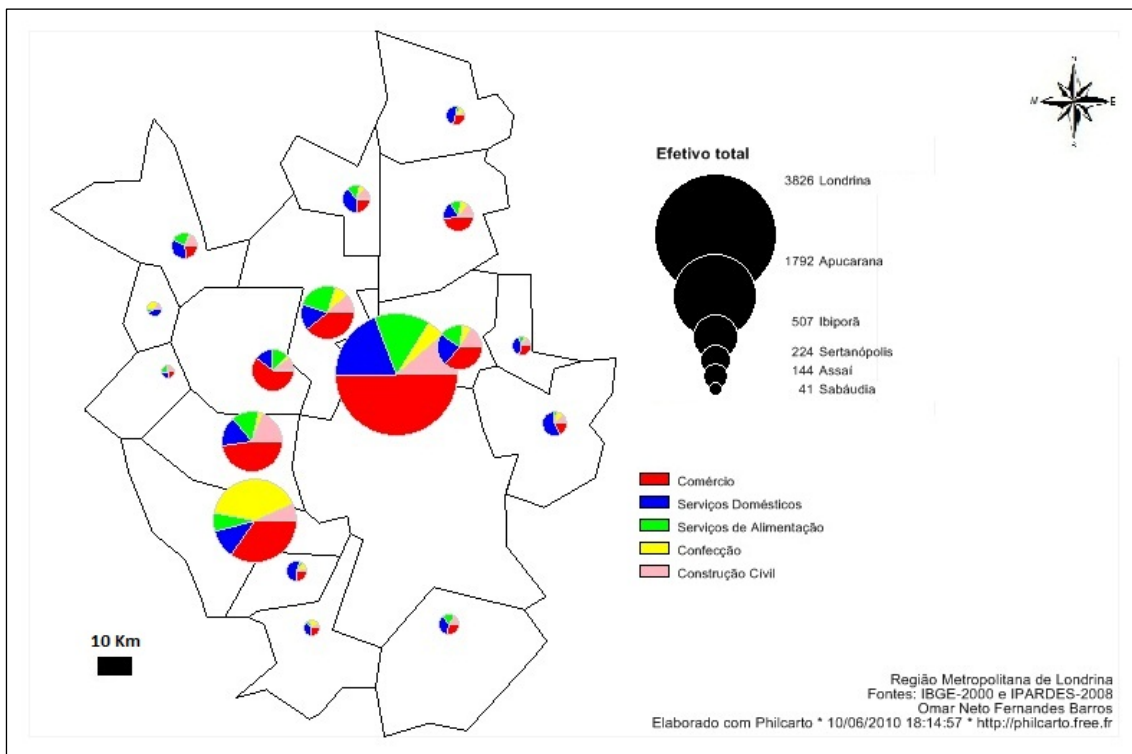 N
M
E
A
Efetivo total
3826 Londrina
1792 Apucarana
507 Ibiporã
224 Sertanópolis
144 Assaí
41 Sabáudia
Comércio
Serviços Domésticos
Serviços de Alimentação
Confecção
Construção Civil
10 Km
Região Metropolitana de Londrina
Fontes: IBGE-2000 e IPARDES-2008
Omar Neto Fernandes Barros
Elaborado com Philcarto * 10/06/2010 18:14:57 * http://philcarto.free.fr